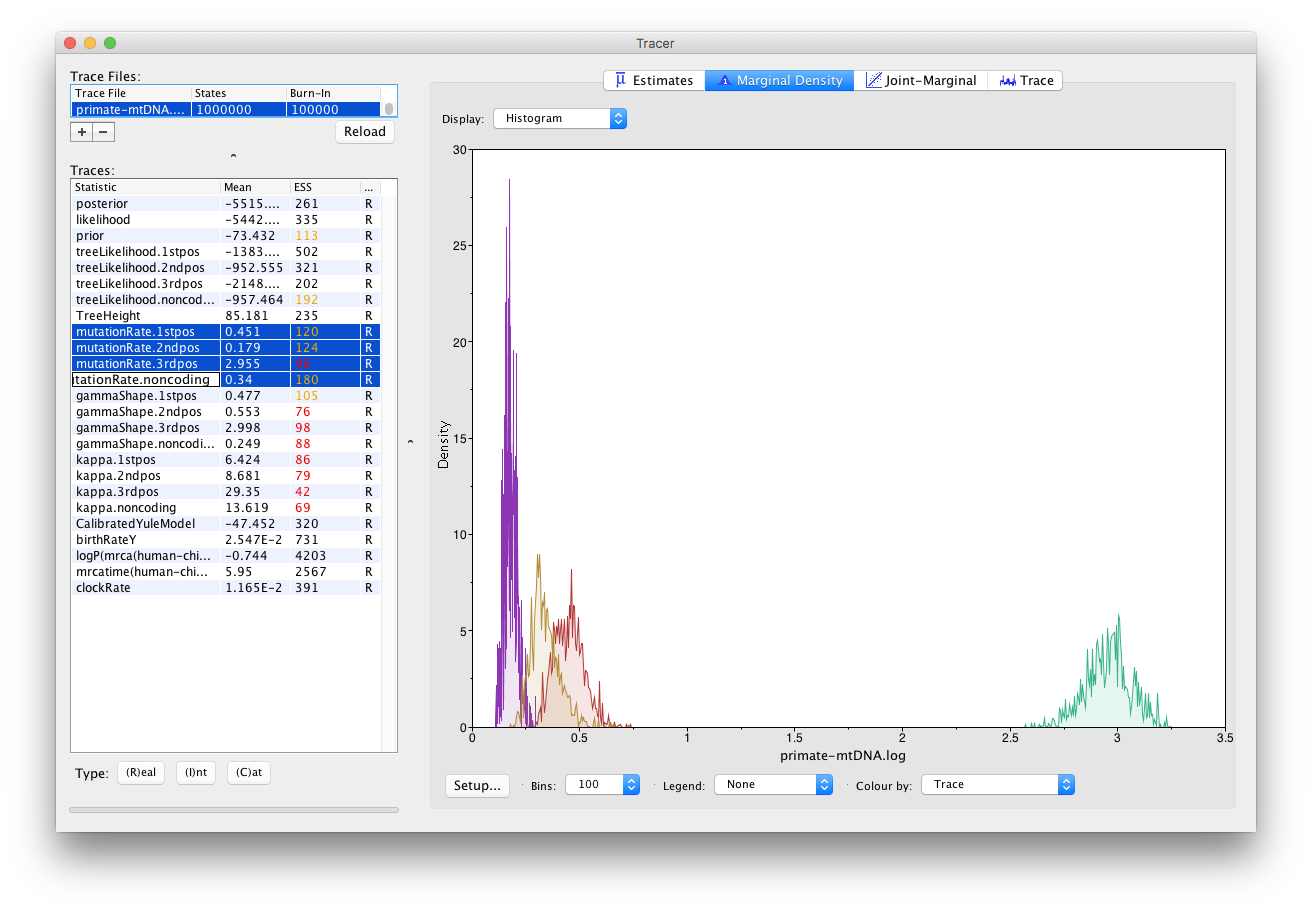 Tracer
Trace Files:
Trace File States Burn-In
primate-mtDNA.... 1000000 100000
+ − Reload
Traces:
Statistic Mean ESS ...
posterior -5515.... 261 R
likelihood -5442.... 335 R
prior -73.432 113 R
treeLikelihood.1stpos -1383.... 502 R
treeLikelihood.2ndpos -952.555 321 R
treeLikelihood.3rdpos -2148.... 202 R
treeLikelihood.noncod... -957.464 192 R
TreeHeight 85.181 235 R
mutationRate.1stpos 0.451 120 R
mutationRate.2ndpos 0.179 124 R
mutationRate.3rdpos 2.955 96 R
tationRate.noncoding 0.34 180 R
gammaShape.1stpos 0.477 105 R
gammaShape.2ndpos 0.553 76 R
gammaShape.3rdpos 2.998 98 R
gammaShape.noncodi... 0.249 88 R
kappa.1stpos 6.424 86 R
kappa.2ndpos 8.681 79 R
kappa.3rdpos 29.35 42 R
kappa.noncoding 13.619 69 R
CalibratedYuleModel -47.452 320 R
birthRateY 2.547E-2 731 R
logP(mrca(human-chi... -0.744 4203 R
mrcatime(human-chi... 5.95 2567 R
clockRate 1.165E-2 391 R
Type: (R)eal (I)nt (C)at
μ Estimates Marginal Density Joint-Marginal Trace
Display: Histogram
30
25
20
15
10
5
0
Density
0 0.5 1 1.5 2 2.5 3 3.5
primate-mtDNA.log
Setup... Bins: 100 Legend: None Colour by: Trace